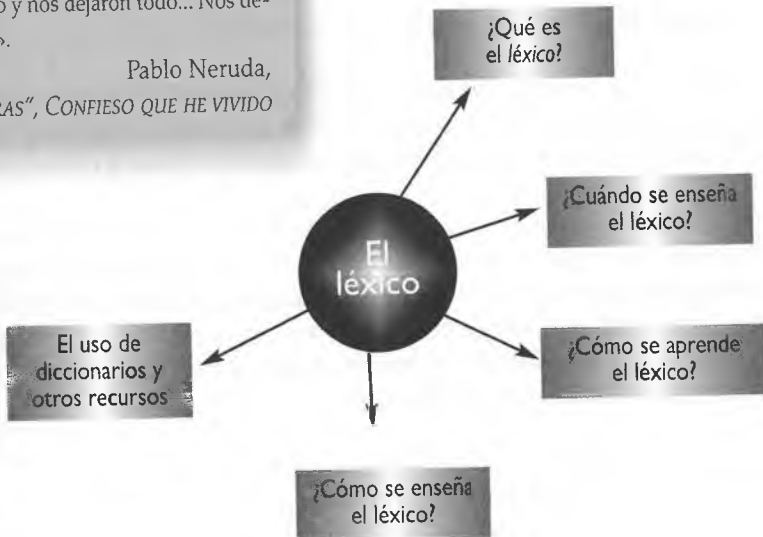 o y nos dejaron todo... Nos de-
».
Pablo Neruda,
RAS", CONFIESO QUE HE VIVIDO
¿Qué es
el léxico?
¿Cuándo se enseña
el léxico?
El
léxico
¿Cómo se aprende
el léxico?
El uso de
diccionarios y
otros recursos
¿Cómo se enseña
el léxico?